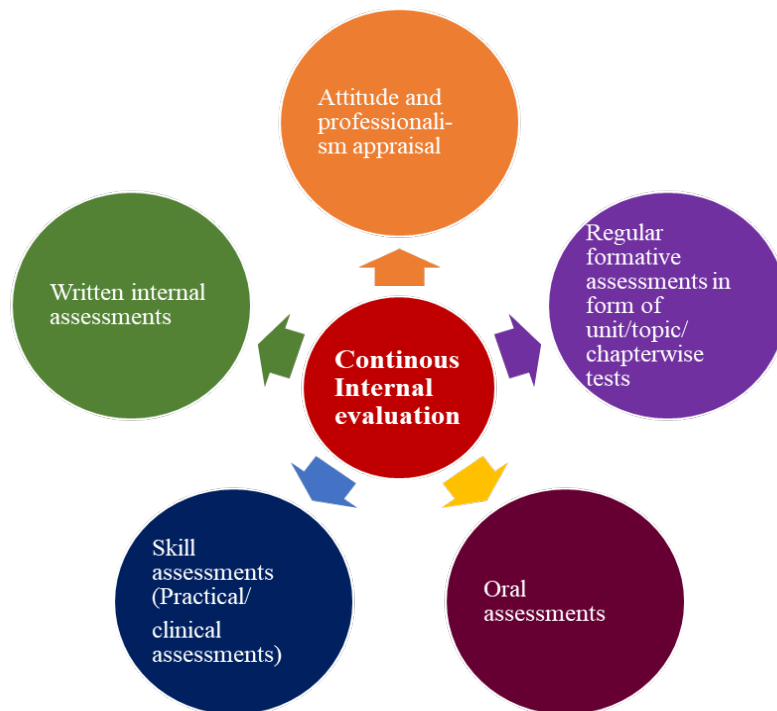 Attitude and
professionali-
sm appraisal
Regular
formative
assessments in
form of
unit/topic/
chapterwise
tests
Written internal
assessments
Continous
Internal
evaluation
Skill
assessments
(Practical/
clinical
assessments)
Oral
assessments